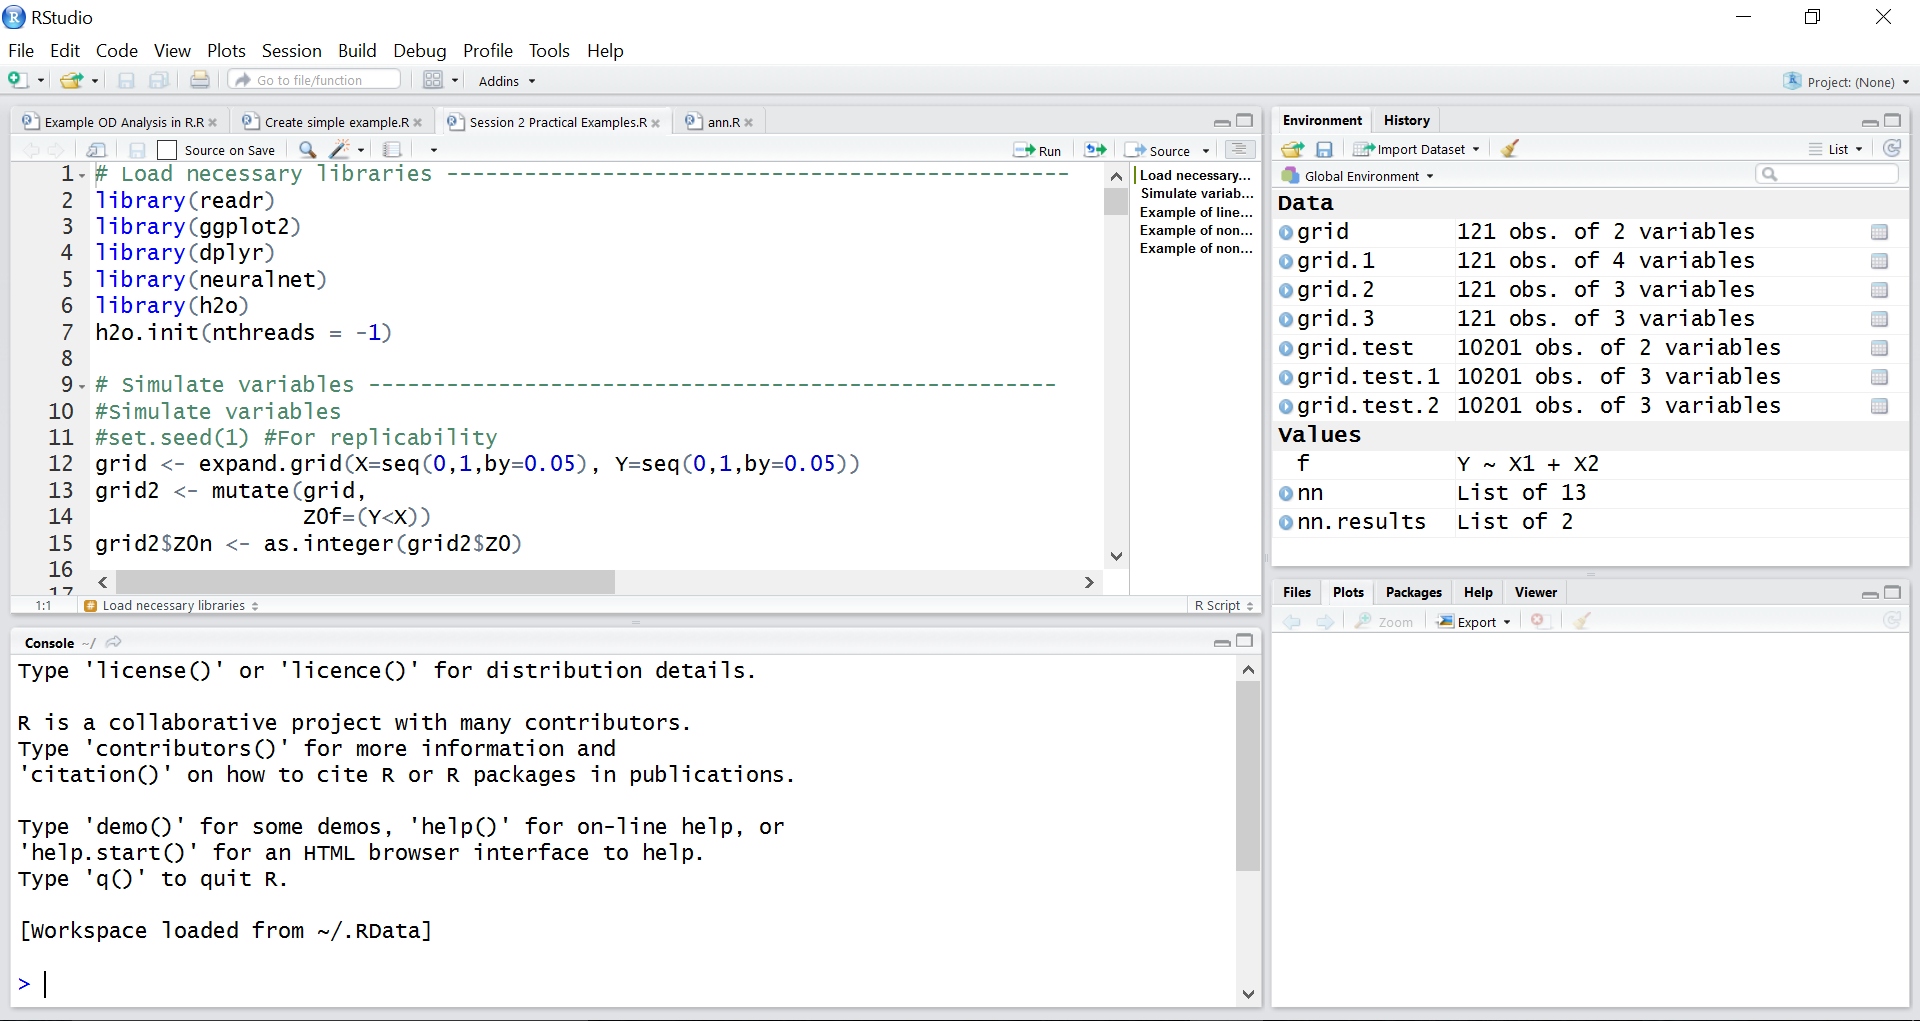 RStudio
File Edit Code View Plots Session Build Debug Profile Tools Help
Go to file/function Addins Project: (None)
Example OD Analysis in R.R Create simple example.R Session 2 Practical Examples.R ann.R
Source on Save Run Source
1 # Load necessary libraries ------------------------------------------------
2 library(readr)
3 library(ggplot2)
4 library(dplyr)
5 library(neuralnet)
6 library(h2o)
7 h2o.init(nthreads = -1)
8
9 # Simulate variables -----------------------------------------------------
10 #Simulate variables
11 #set.seed(1) #For replicability
12 grid <- expand.grid(X=seq(0,1,by=0.05), Y=seq(0,1,by=0.05))
13 grid2 <- mutate(grid,
14 Z0f=(Y<X))
15 grid2$Z0n <- as.integer(grid2$Z0)
16
17
Load necessary...
Simulate variab...
Example of line...
Example of non...
Example of non...
1:1 Load necessary libraries R Script
Console ~/
Type 'license()' or 'licence()' for distribution details.
R is a collaborative project with many contributors.
Type 'contributors()' for more information and
'citation()' on how to cite R or R packages in publications.
Type 'demo()' for some demos, 'help()' for on-line help, or
'help.start()' for an HTML browser interface to help.
Type 'q()' to quit R.
[Workspace loaded from ~/.RData]
>
Environment History
Import Dataset List
Global Environment
Data
grid 121 obs. of 2 variables
grid.1 121 obs. of 4 variables
grid.2 121 obs. of 3 variables
grid.3 121 obs. of 3 variables
grid.test 10201 obs. of 2 variables
grid.test.1 10201 obs. of 3 variables
grid.test.2 10201 obs. of 3 variables
Values
f Y ~ X1 + X2
nn List of 13
nn.results List of 2
Files Plots Packages Help Viewer
Zoom Export